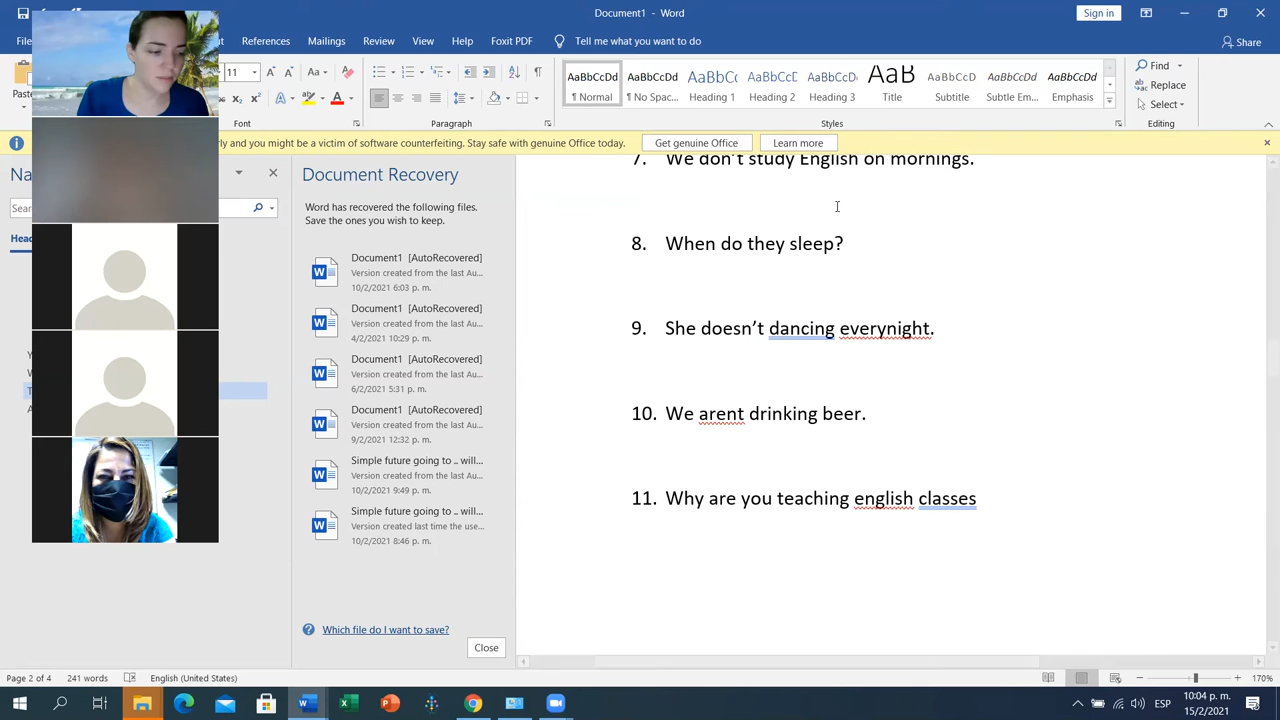 Document1 - Word
Sign in
File
References
Mailings
Review
View
Help
Foxit PDF
Tell me what you want to do
Share
Paste
11
Aa
AaBbCcDd
AaBbCcDd
AaBbCc
AaBbCcD
AaBbCcDd
AaB
AaBbCcD
AaBbCcDd
AaBbCcDd
¶ Normal
¶ No Spac...
Heading 1
Heading 2
Heading 3
Title
Subtitle
Subtle Em...
Emphasis
Find
Replace
Select
Font
Paragraph
Styles
Editing
and you might be a victim of software counterfeiting. Stay safe with genuine Office today.
Get genuine Office
Learn more
Document Recovery
Word has recovered the following files.
Save the ones you wish to keep.
Document1 [AutoRecovered]
Version created from the last Au...
10/2/2021 6:03 p. m.
Document1 [AutoRecovered]
Version created from the last Au...
4/2/2021 10:29 p. m.
Document1 [AutoRecovered]
Version created from the last Au...
6/2/2021 5:31 p. m.
Document1 [AutoRecovered]
Version created from the last Au...
9/2/2021 12:32 p. m.
Simple future going to .. will...
Version created from the last Au...
10/2/2021 9:49 p. m.
Simple future going to .. will...
Version created last time the use...
10/2/2021 8:46 p. m.
Which file do I want to save?
Close
7. We don't study English on mornings.
8. When do they sleep?
9. She doesn't dancing everynight.
10. We arent drinking beer.
11. Why are you teaching english classes
Page 2 of 4
241 words
English (United States)
170%
ESP
10:04 p. m.
15/2/2021